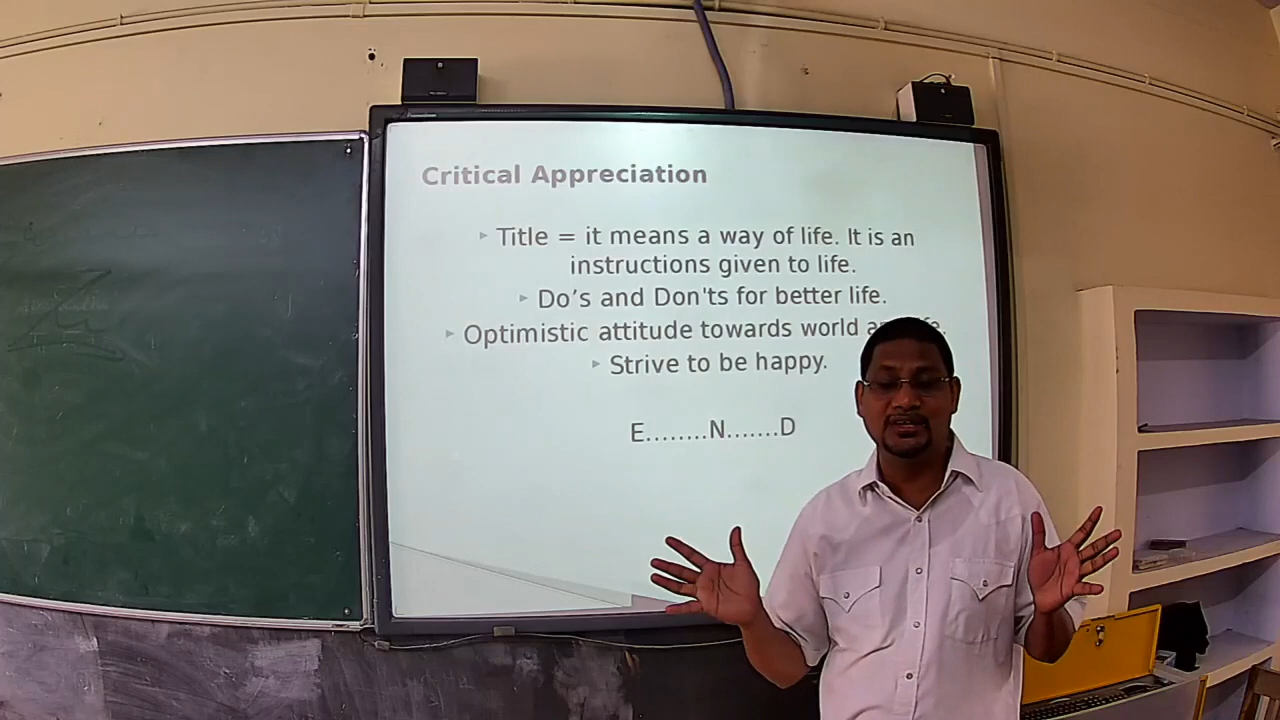 Critical Appreciation
▸ Title = it means a way of life. It is an
instructions given to life.
▸ Do’s and Don'ts for better life.
▸ Optimistic attitude towards world
▸ Strive to be happy.
E........N.......D